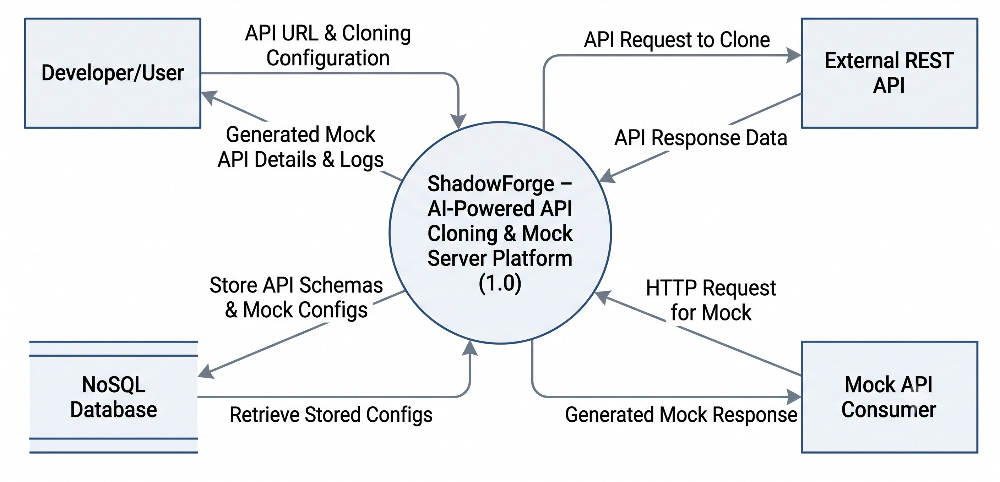 API URL & Cloning
Configuration
API Request to Clone
Developer/User
External REST
API
Generated Mock
API Details & Logs
API Response Data
ShadowForge –
AI-Powered API
Cloning & Mock
Server Platform
(1.0)
Store API Schemas
& Mock Configs
HTTP Request
for Mock
NoSQL
Database
Mock API
Consumer
Retrieve Stored Configs
Generated Mock Response